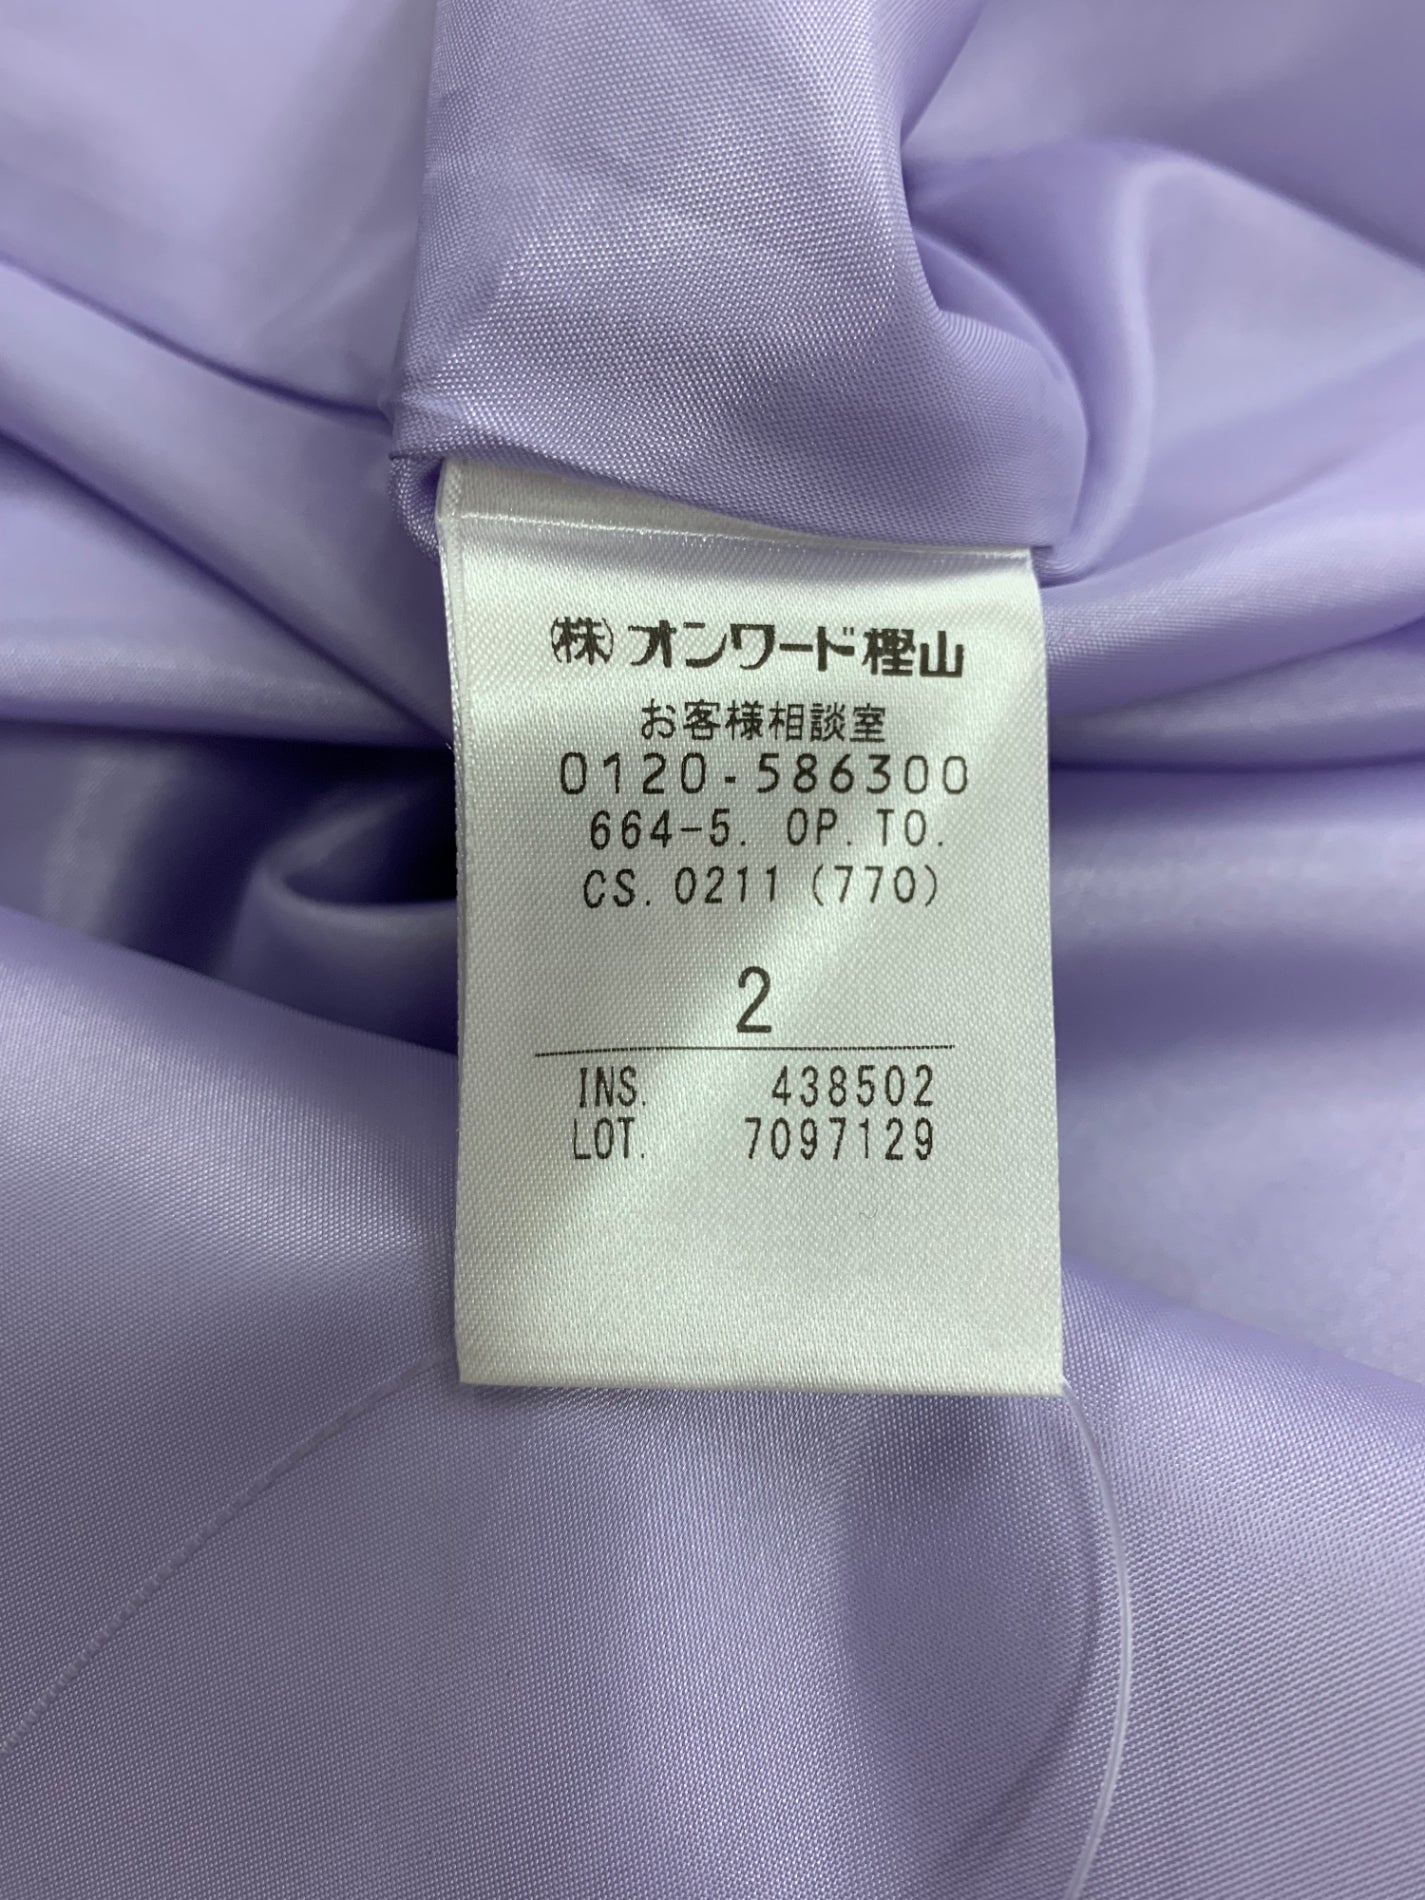 ㈱オンワード樫山
お客様相談室
0120-586300
664-5. OP. TO.
CS. 0211 (770)
2
INS. 438502
LOT. 7097129